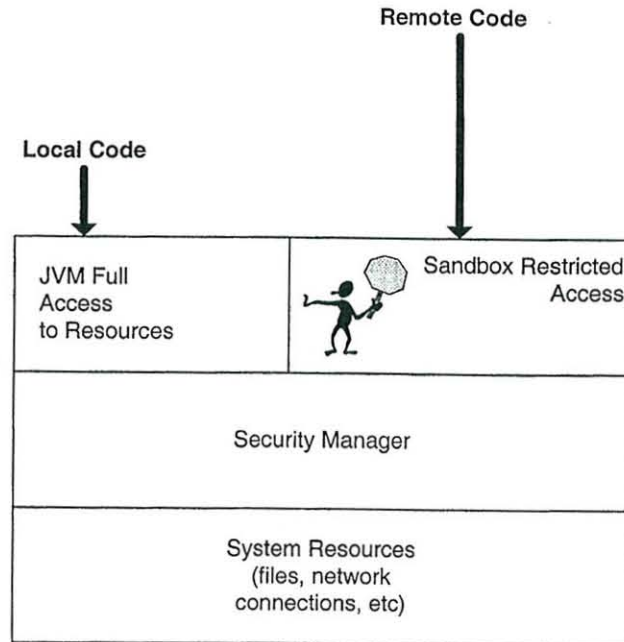 Remote Code
Local Code
JVM Full
Access
to Resources
Sandbox Restricted
Access
Security Manager
System Resources
(files, network
connections, etc)